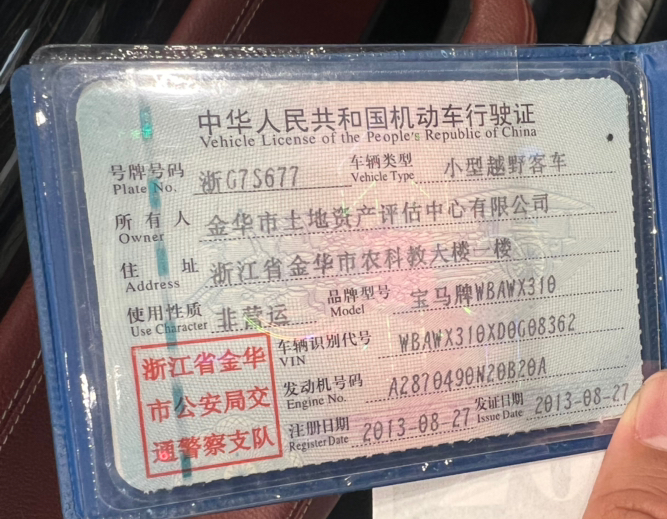 中华人民共和国机动车行驶证
Vehicle License of the People's Republic of China
号牌号码 浙G7S677 车辆类型 小型越野客车
Plate No. Vehicle Type
所有人 金华市土地资产评估中心有限公司
Owner
住址 浙江省金华市农科教大楼一楼
Address
使用性质 非营运 品牌型号 宝马牌WBAWX310
Use Character Model
浙江省金华
市公安局交
通警察支队
车辆识别代号 WBAWX310XD0G08362
VIN
发动机号码 A2870490N20B20A
Engine No.
注册日期 2013-08-27 发证日期 2013-08-27
Register Date Issue Date